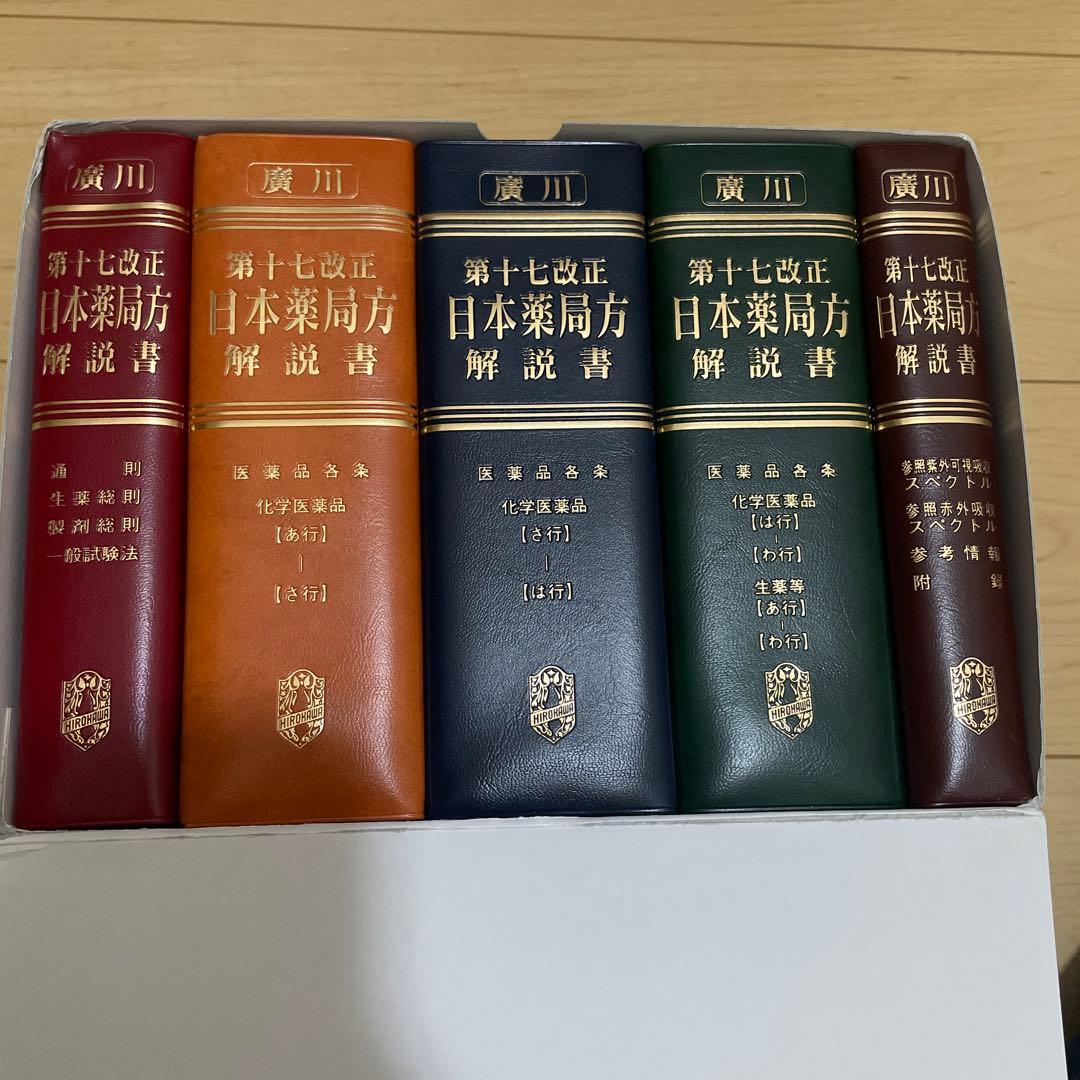 廣川
第十七改正
日本薬局方
解説書
通則
生薬総則
製剤総則
一般試験法
HIROKAWA
廣川
第十七改正
日本薬局方
解説書
医薬品各条
化学医薬品
【あ行】
|
【さ行】
HIROKAWA
廣川
第十七改正
日本薬局方
解説書
医薬品各条
化学医薬品
【さ行】
|
【は行】
HIROKAWA
廣川
第十七改正
日本薬局方
解説書
医薬品各条
化学医薬品
【は行】
|
【わ行】
生薬等
【あ行】
|
【わ行】
HIROKAWA
廣川
第十七改正
日本薬局方
解説書
参照紫外可視吸収
スペクトル
参照赤外吸収
スペクトル
参考情報
附録
HIROKAWA